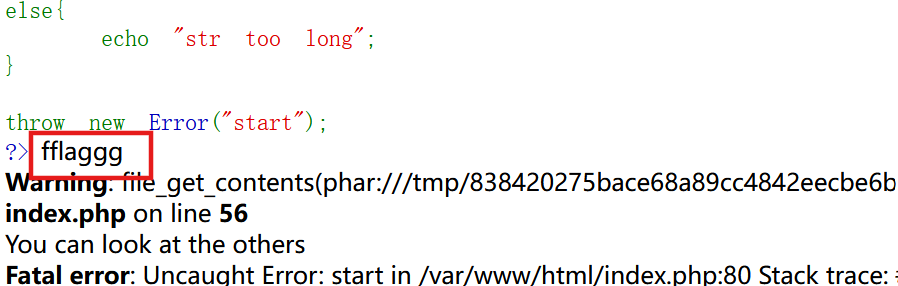 else{
echo "str too long";
}
throw new Error("start");
?> fflaggg
Warning: file_get_contents(phar:///tmp/838420275bace68a89cc4842eecbe6b
index.php on line 56
You can look at the others
Fatal error: Uncaught Error: start in /var/www/html/index.php:80 Stack trace: #